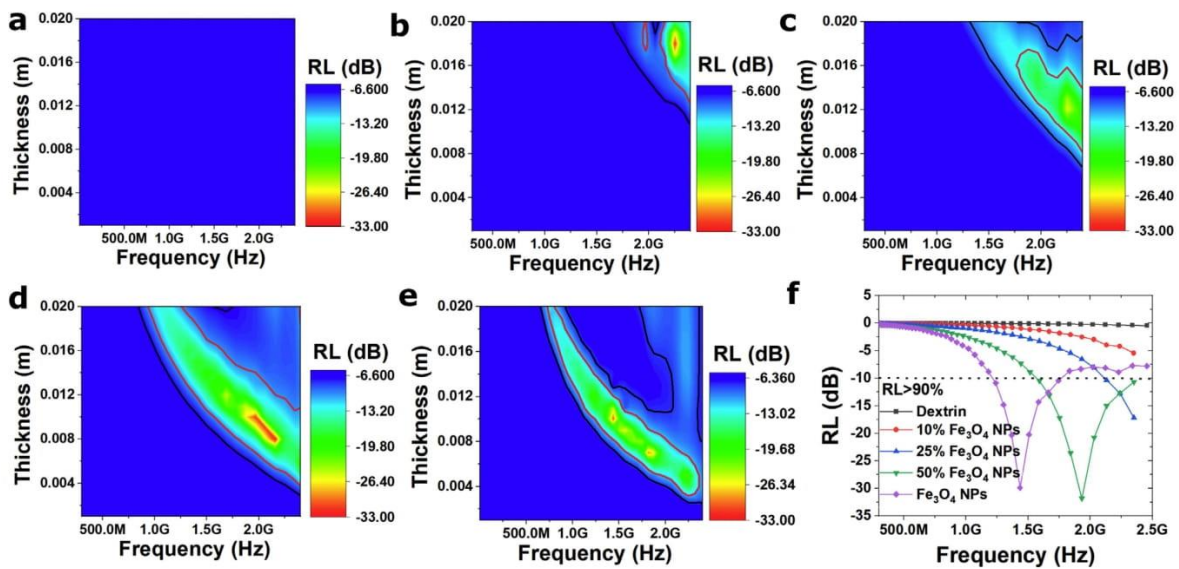 a
0.020
0.016
0.012
0.008
0.004
Thickness (m)
500.0M 1.0G 1.5G 2.0G
Frequency (Hz)
RL (dB)
-6.600
-13.20
-19.80
-26.40
-33.00
b
0.020
0.016
0.012
0.008
0.004
Thickness (m)
500.0M 1.0G 1.5G 2.0G
Frequency (Hz)
RL (dB)
-6.600
-13.20
-19.80
-26.40
-33.00
c
0.020
0.016
0.012
0.008
0.004
Thickness (m)
500.0M 1.0G 1.5G 2.0G
Frequency (Hz)
RL (dB)
-6.600
-13.20
-19.80
-26.40
-33.00
d
0.020
0.016
0.012
0.008
0.004
Thickness (m)
500.0M 1.0G 1.5G 2.0G
Frequency (Hz)
RL (dB)
-6.600
-13.20
-19.80
-26.40
-33.00
e
0.020
0.016
0.012
0.008
0.004
Thickness (m)
500.0M 1.0G 1.5G 2.0G
Frequency (Hz)
RL (dB)
-6.360
-13.02
-19.68
-26.34
-33.00
f
5
0
-5
-10
-15
-20
-25
-30
-35
RL (dB)
RL>90%
Dextrin
10% Fe₃O₄ NPs
25% Fe₃O₄ NPs
50% Fe₃O₄ NPs
Fe₃O₄ NPs
500.0M 1.0G 1.5G 2.0G 2.5G
Frequency (Hz)